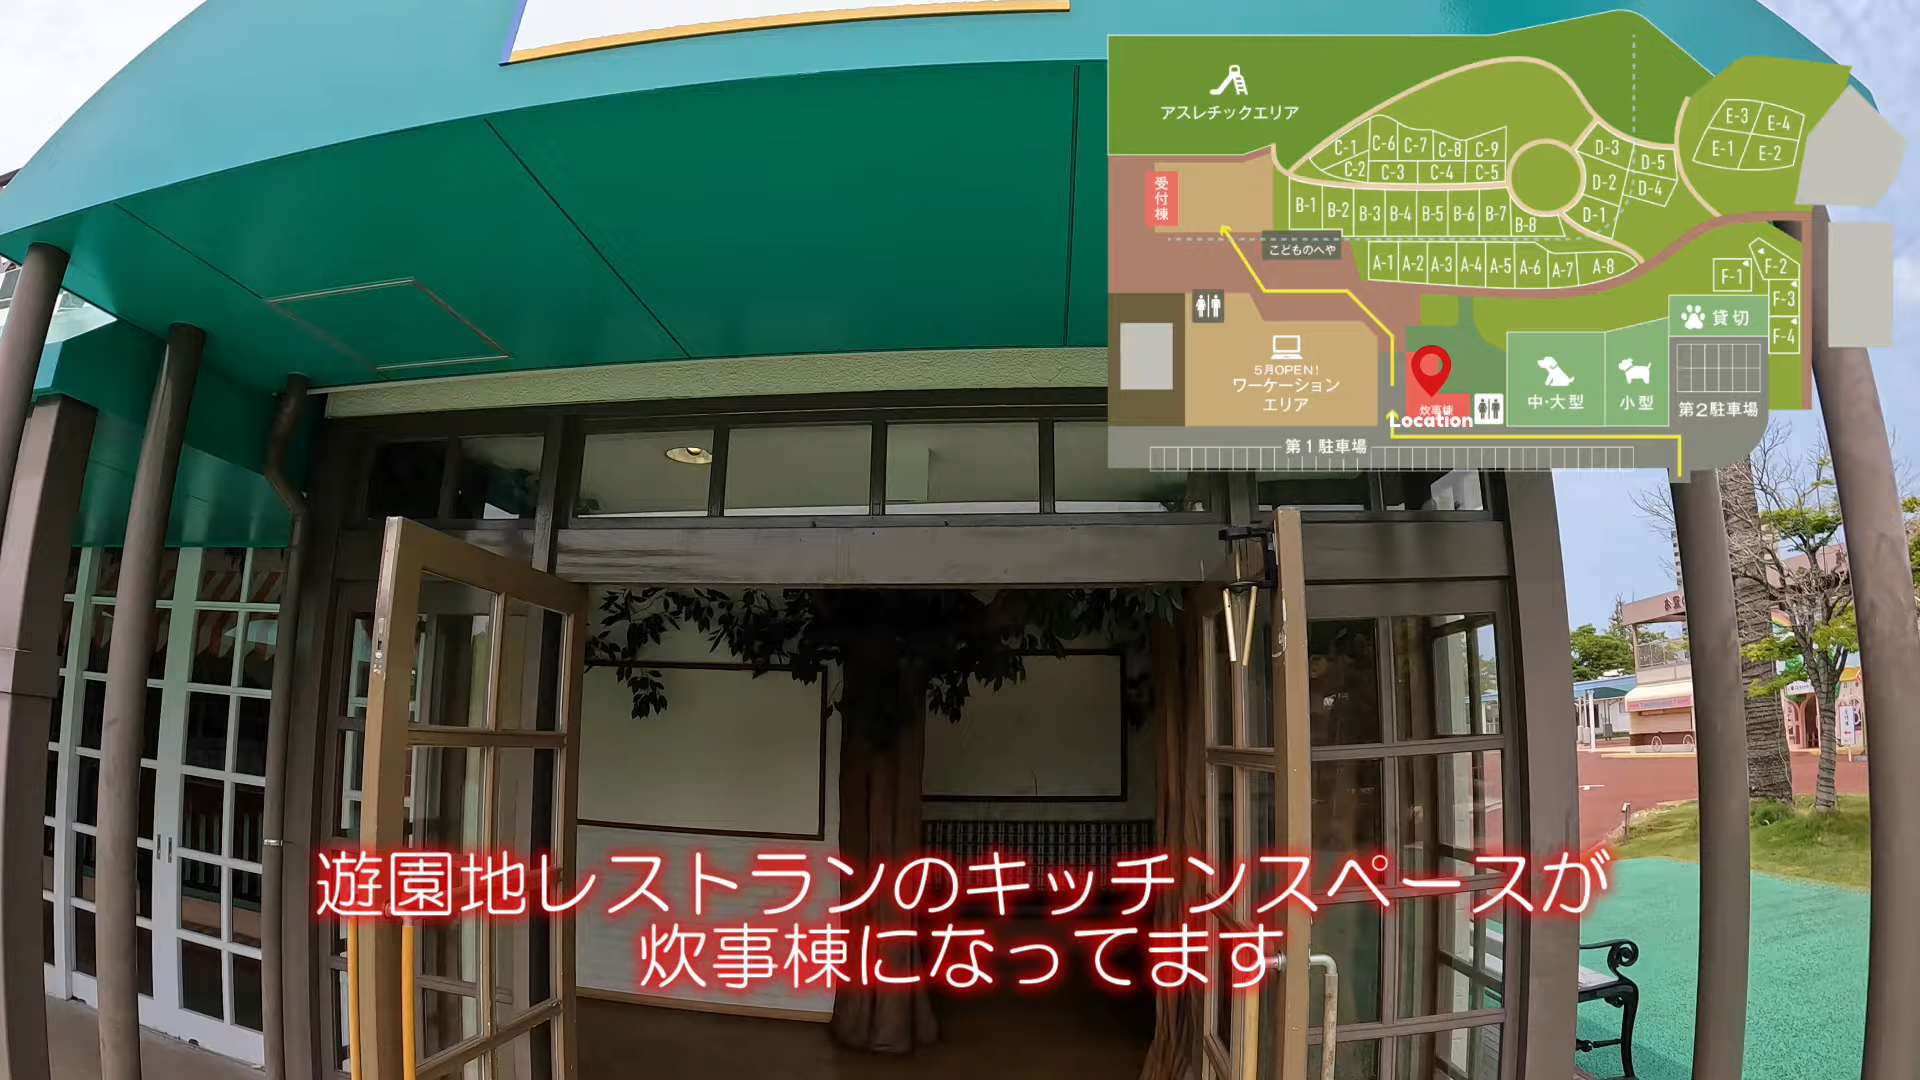 アスレチックエリア
受付棟
C-1
C-6
C-7
C-8
C-9
C-2
C-3
C-4
C-5
D-3
D-5
D-2
D-4
D-1
E-3
E-4
E-1
E-2
B-1
B-2
B-3
B-4
B-5
B-6
B-7
B-8
こどものへや
A-1
A-2
A-3
A-4
A-5
A-6
A-7
A-8
F-1
F-2
F-3
F-4
貸切
5月OPEN!
ワーケーション
エリア
炊事棟
Location
中・大型
小型
第2駐車場
第1駐車場
遊園地レストランのキッチンスペースが
炊事棟になってます